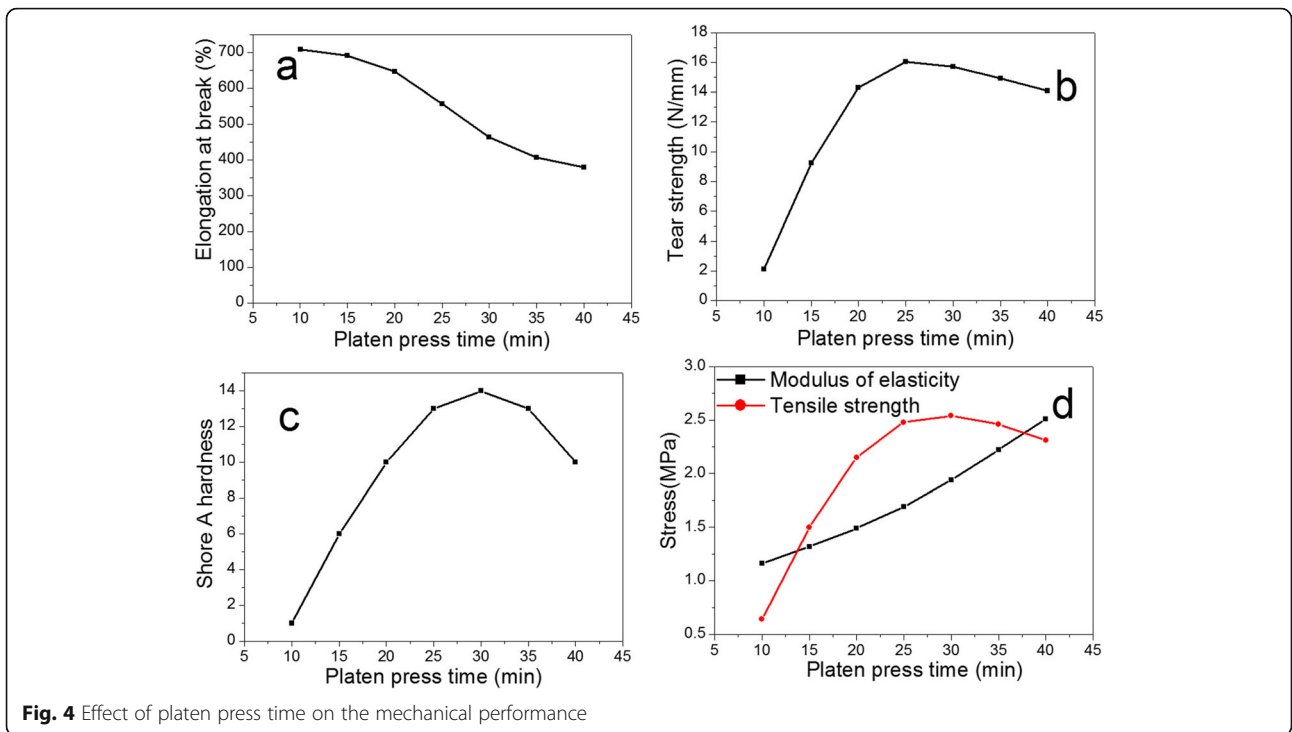 a
Elongation at break (%)
700
600
500
400
300
200
100
0
5 10 15 20 25 30 35 40 45
Platen press time (min)
b
Tear strength (N/mm)
18
16
14
12
10
8
6
4
2
0
5 10 15 20 25 30 35 40 45
Platen press time (min)
c
Shore A hardness
14
12
10
8
6
4
2
0
5 10 15 20 25 30 35 40 45
Platen press time (min)
d
Modulus of elasticity
Tensile strength
Stress(MPa)
3.0
2.5
2.0
1.5
1.0
0.5
5 10 15 20 25 30 35 40 45
Platen press time (min)
Fig. 4 Effect of platen press time on the mechanical performance